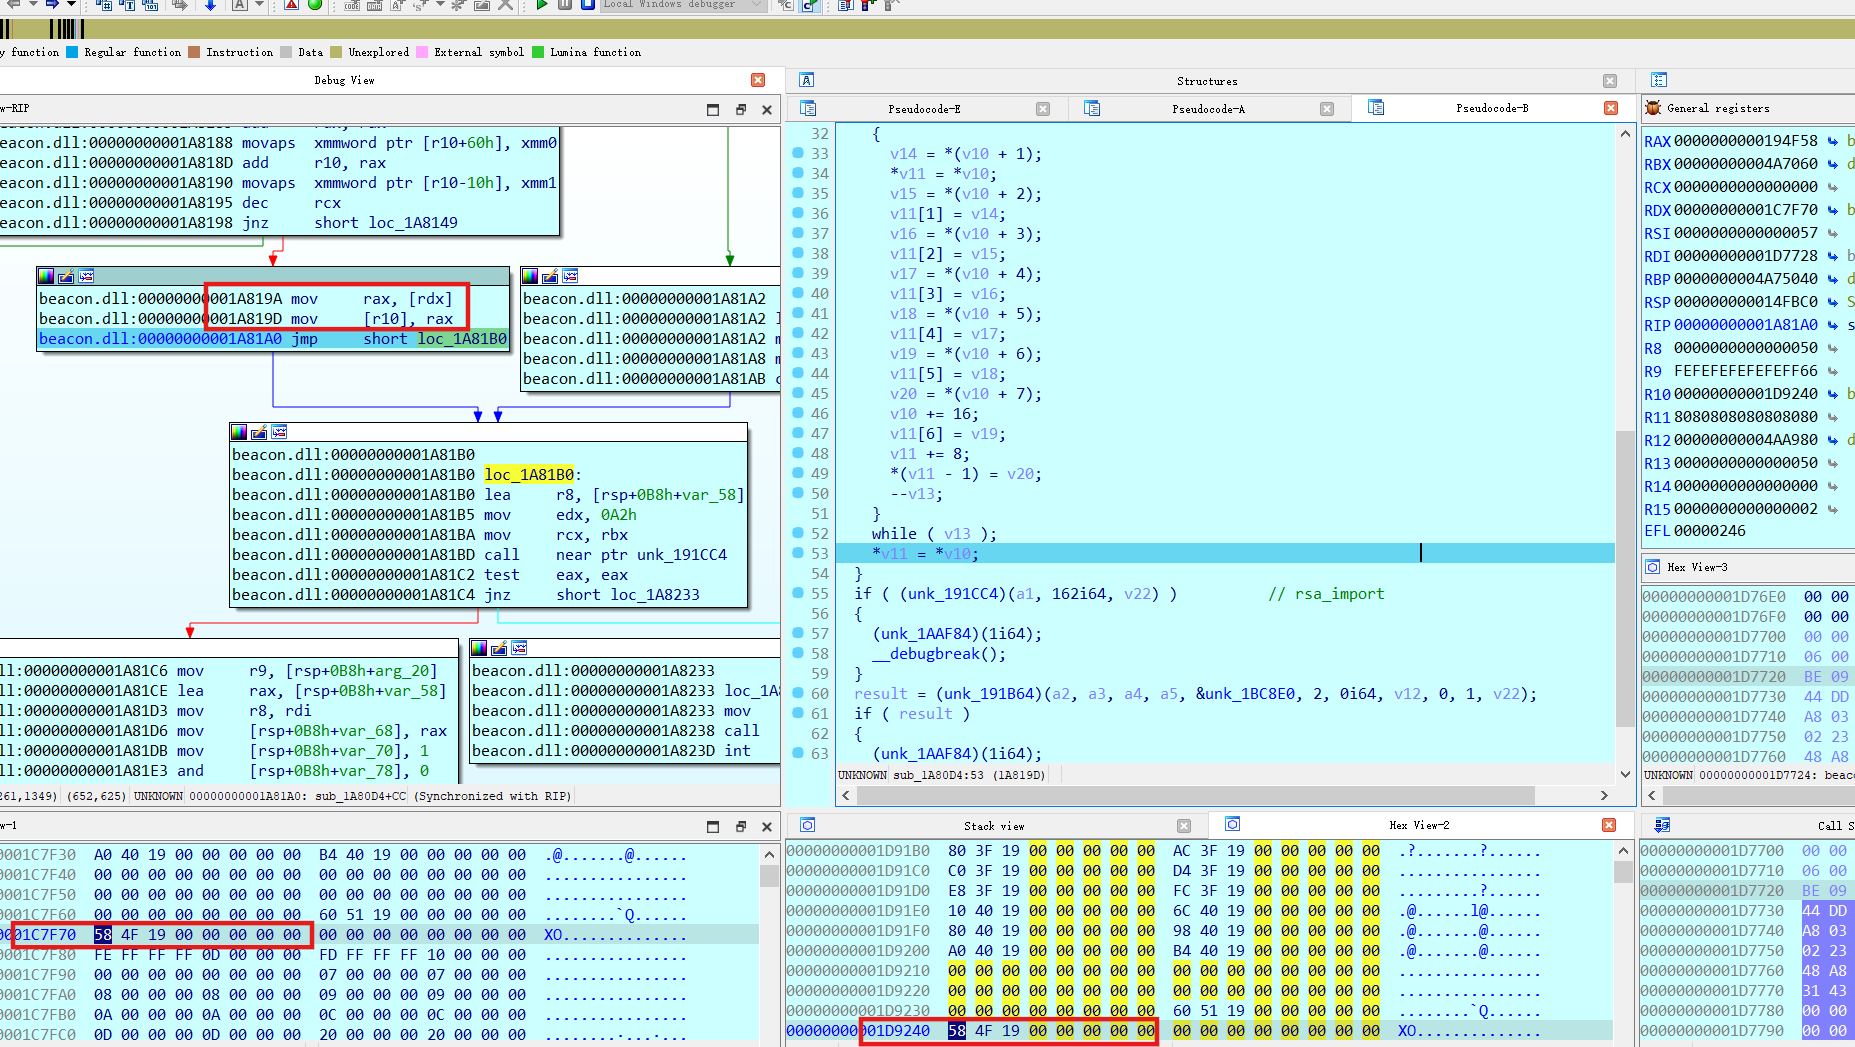 Local Windows debugger
y function Regular function Instruction Data Unexplored External symbol Lumina function
Debug View
w-RIP
beacon.dll:00000000001A8188 movaps xmmword ptr [r10+60h], xmm0
eacon.dll:00000000001A818D add r10, rax
eacon.dll:00000000001A8190 movaps xmmword ptr [r10-10h], xmm1
eacon.dll:00000000001A8195 dec rcx
eacon.dll:00000000001A8198 jnz short loc_1A8149
beacon.dll:00000000001A819A mov rax, [rdx]
beacon.dll:00000000001A819D mov [r10], rax
beacon.dll:00000000001A81A0 jmp short loc_1A81B0
beacon.dll:00000000001A81A2
beacon.dll:00000000001A81A2 l
beacon.dll:00000000001A81A2 m
beacon.dll:00000000001A81A8 m
beacon.dll:00000000001A81AB c
beacon.dll:00000000001A81B0
beacon.dll:00000000001A81B0 loc_1A81B0:
beacon.dll:00000000001A81B0 lea r8, [rsp+0B8h+var_58]
beacon.dll:00000000001A81B5 mov edx, 0A2h
beacon.dll:00000000001A81BA mov rcx, rbx
beacon.dll:00000000001A81BD call near ptr unk_191CC4
beacon.dll:00000000001A81C2 test eax, eax
beacon.dll:00000000001A81C4 jnz short loc_1A8233
ll:00000000001A81C6 mov r9, [rsp+0B8h+arg_20]
ll:00000000001A81CE lea rax, [rsp+0B8h+var_58]
ll:00000000001A81D3 mov r8, rdi
ll:00000000001A81D6 mov [rsp+0B8h+var_68], rax
ll:00000000001A81DB mov [rsp+0B8h+var_70], 1
ll:00000000001A81E3 and [rsp+0B8h+var_78], 0
beacon.dll:00000000001A8233
beacon.dll:00000000001A8233 loc_1A8
beacon.dll:00000000001A8233 mov
beacon.dll:00000000001A8238 call
beacon.dll:00000000001A823D int
261,1349) (652,625) UNKNOWN 00000000001A81A0: sub_1A80D4+CC (Synchronized with RIP)
Structures
Pseudocode-E Pseudocode-A Pseudocode-B
32 {
33 v14 = *(v10 + 1);
34 *v11 = *v10;
35 v15 = *(v10 + 2);
36 v11[1] = v14;
37 v16 = *(v10 + 3);
38 v11[2] = v15;
39 v17 = *(v10 + 4);
40 v11[3] = v16;
41 v18 = *(v10 + 5);
42 v11[4] = v17;
43 v19 = *(v10 + 6);
44 v11[5] = v18;
45 v20 = *(v10 + 7);
46 v10 += 16;
47 v11[6] = v19;
48 v11 += 8;
49 *(v11 - 1) = v20;
50 --v13;
51 }
52 while ( v13 );
53 *v11 = *v10;
54 }
55 if ( (unk_191CC4)(a1, 162i64, v22) ) // rsa_import
56 {
57 (unk_1AAF84)(1i64);
58 __debugbreak();
59 }
60 result = (unk_191B64)(a2, a3, a4, a5, &unk_1BC8E0, 2, 0i64, v12, 0, 1, v22);
61 if ( result )
62 {
63 (unk_1AAF84)(1i64);
UNKNOWN sub_1A80D4:53 (1A819D)
General registers
RAX 0000000000194F58 b
RBX 00000000004A7060 d
RCX 0000000000000000
RDX 00000000001C7F70 b
RSI 0000000000000057
RDI 00000000001D7728 b
RBP 00000000004A75040 d
RSP 000000000014FBC0 S
RIP 00000000001A81A0 s
R8 0000000000000050
R9 FEFEFEFEFEFEFF66
R10 00000000001D9240 b
R11 8080808080808080
R12 00000000004AA980 d
R13 0000000000000050
R14 0000000000000000
R15 0000000000000002
EFL 00000246
Hex View-3
00000000001D76E0 00 00
00000000001D76F0 00 00
00000000001D7700 00 00
00000000001D7710 06 00
00000000001D7720 BE 09
00000000001D7730 44 DD
00000000001D7740 A8 03
00000000001D7750 02 23
00000000001D7760 48 A8
UNKNOWN 00000000001D7724: beac
w-1
0001C7F30 A0 40 19 00 00 00 00 00 B4 40 19 00 00 00 00 00 .@.......@......
0001C7F40 00 00 00 00 00 00 00 00 00 00 00 00 00 00 00 00 ................
0001C7F50 00 00 00 00 00 00 00 00 00 00 00 00 00 00 00 00 ................
0001C7F60 00 00 00 00 00 00 00 00 60 51 19 00 00 00 00 00 ........`Q......
001C7F70 58 4F 19 00 00 00 00 00 00 00 00 00 00 00 00 00 XO..............
0001C7F80 FE FF FF FF 0D 00 00 00 FD FF FF FF 10 00 00 00 ................
0001C7F90 00 00 00 00 00 00 00 00 07 00 00 00 07 00 00 00 ................
0001C7FA0 08 00 00 00 08 00 00 00 09 00 00 00 09 00 00 00 ................
0001C7FB0 0A 00 00 00 0A 00 00 00 0C 00 00 00 0C 00 00 00 ................
0001C7FC0 0D 00 00 00 0D 00 00 00 20 00 00 00 20 00 00 00
Stack view Hex View-2
00000000001D91B0 80 3F 19 00 00 00 00 00 AC 3F 19 00 00 00 00 00 .?.......?......
00000000001D91C0 C0 3F 19 00 00 00 00 00 D4 3F 19 00 00 00 00 00 .?.......?......
00000000001D91D0 E8 3F 19 00 00 00 00 00 FC 3F 19 00 00 00 00 00 .?.......?......
00000000001D91E0 10 40 19 00 00 00 00 00 6C 40 19 00 00 00 00 00 .@......l@......
00000000001D91F0 80 40 19 00 00 00 00 00 98 40 19 00 00 00 00 00 .@.......@......
00000000001D9200 A0 40 19 00 00 00 00 00 B4 40 19 00 00 00 00 00 .@.......@......
00000000001D9210 00 00 00 00 00 00 00 00 00 00 00 00 00 00 00 00 ................
00000000001D9220 00 00 00 00 00 00 00 00 00 00 00 00 00 00 00 00 ................
00000000001D9230 00 00 00 00 00 00 00 00 60 51 19 00 00 00 00 00 ........`Q......
00000000001D9240 58 4F 19 00 00 00 00 00 00 00 00 00 00 00 00 00 XO..............
Call S
00000000001D7700 00 00
00000000001D7710 06 00
00000000001D7720 BE 09
00000000001D7730 44 DD
00000000001D7740 A8 03
00000000001D7750 02 23
00000000001D7760 48 A8
00000000001D7770 31 43
00000000001D7780 00 00
00000000001D7790 00 00